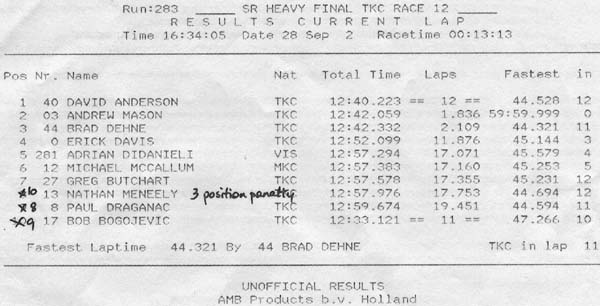 Run:283 _____ SR HEAVY FINAL TKC RACE 12 _____
R E S U L T S   C U R R E N T   L A P
Time 16:34:05 Date 28 Sep 2 Racetime 00:13:13
Pos Nr. Name Nat Total Time Laps Fastest in
1 40 DAVID ANDERSON TKC 12:40.223 == 12 == 44.528 12
2 03 ANDREW MASON TKC 12:42.059 1.836 59:59.999 0
3 44 BRAD DEHNE TKC 12:42.332 2.109 44.321 11
4 0 ERICK DAVIS TKC 12:52.099 11.876 45.144 3
5 281 ADRIAN DIDANIELI VIS 12:57.294 17.071 45.579 4
6 12 MICHAEL MCCALLUM MKC 12:57.383 17.160 45.253 5
7 27 GREG BUTCHART TKC 12:57.578 17.355 45.231 12
10 13 NATHAN MENEELY 3 position panatty TKC 12:57.976 17.753 44.694 12
8 8 PAUL DRAGANAC TKC 12:59.674 19.451 44.594 11
9 17 BOB BOGOJEVIC TKC 12:33.121 == 11 == 47.266 10
Fastest Laptime 44.321 By 44 BRAD DEHNE TKC in lap 11
UNOFFICIAL RESULTS
AMB Products b.v. Holland